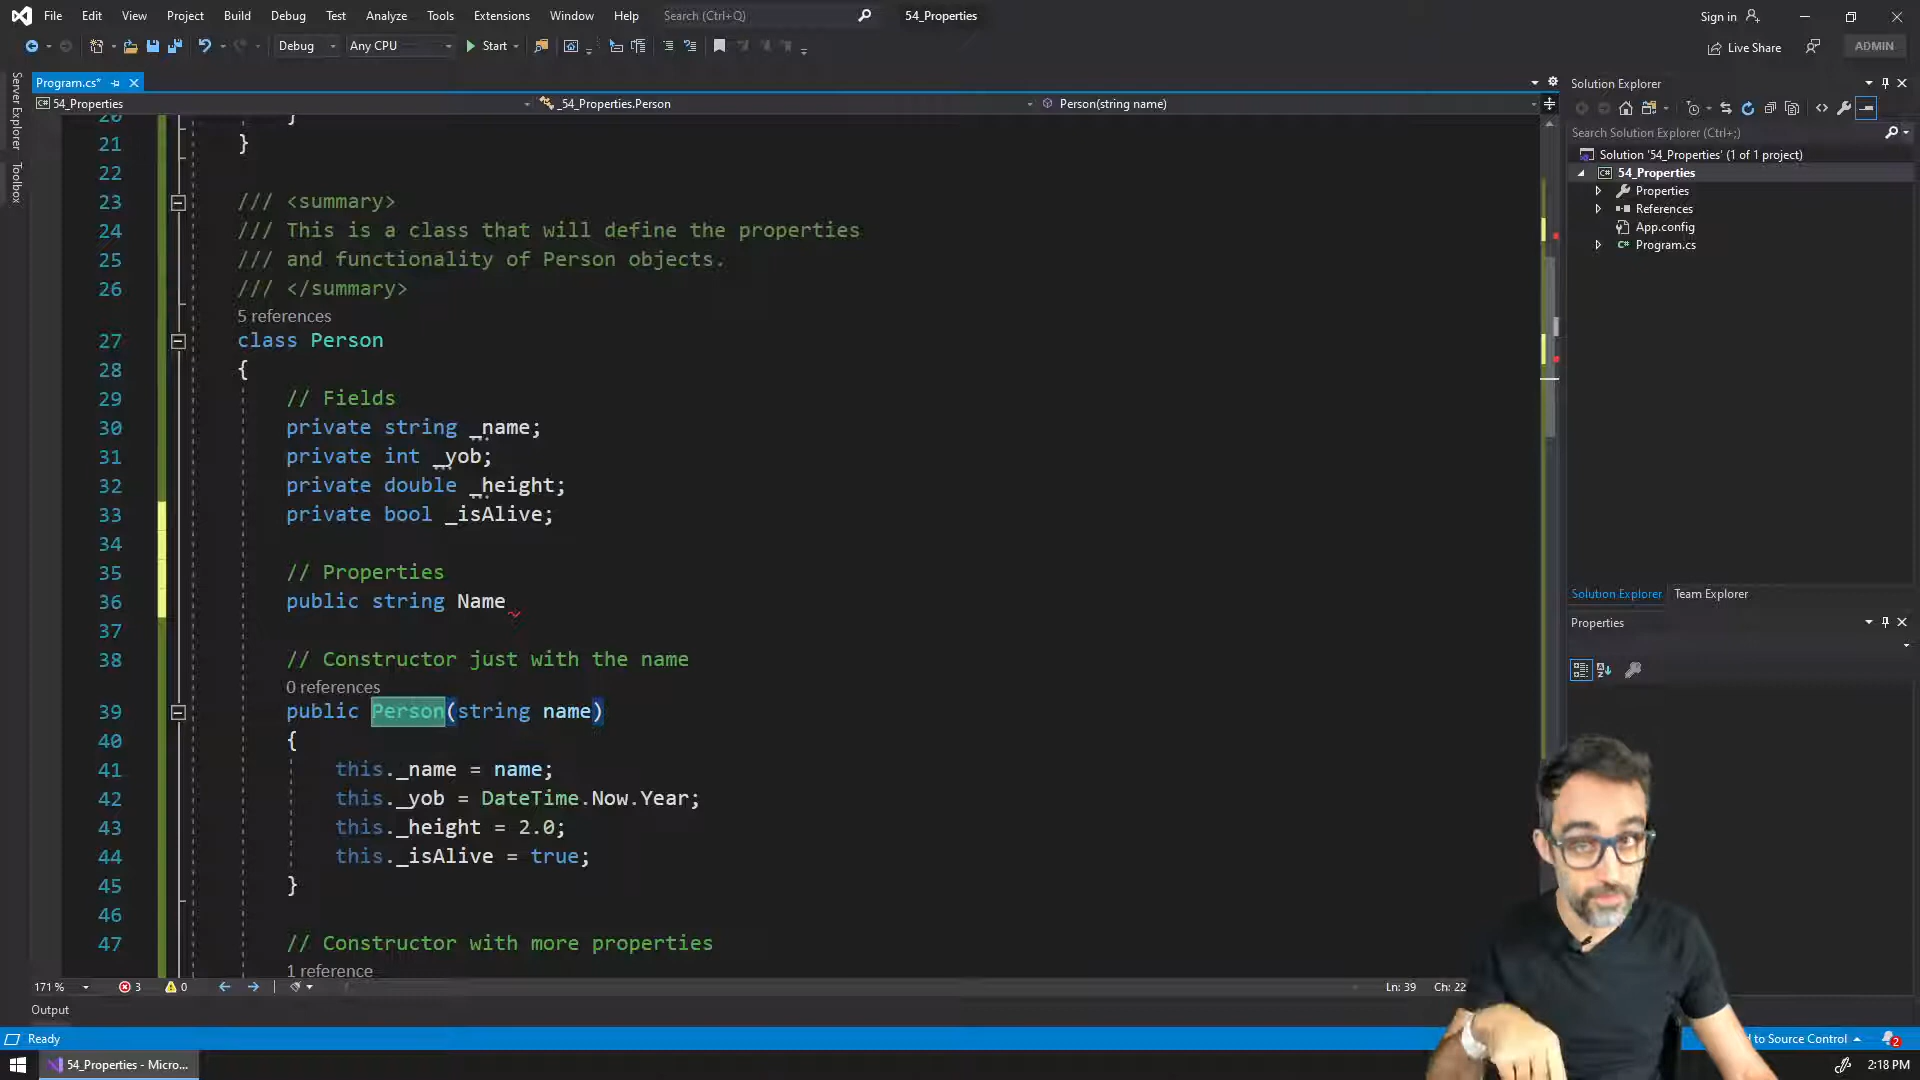 File Edit View Project Build Debug Test Analyze Tools Extensions Window Help Search (Ctrl+Q) 54_Properties Sign in
Debug Any CPU Start Live Share ADMIN
Server Explorer
Toolbox
Program.cs*
54_Properties _54_Properties.Person Person(string name)
20 }
21 }
22
23 /// <summary>
24 /// This is a class that will define the properties
25 /// and functionality of Person objects.
26 /// </summary>
5 references
27 class Person
28 {
29 // Fields
30 private string _name;
31 private int _yob;
32 private double _height;
33 private bool _isAlive;
34
35 // Properties
36 public string Name
37
38 // Constructor just with the name
0 references
39 public Person(string name)
40 {
41 this._name = name;
42 this._yob = DateTime.Now.Year;
43 this._height = 2.0;
44 this._isAlive = true;
45 }
46
47 // Constructor with more properties
1 reference
171 % 3 0 Ln: 39 Ch: 22
Output
Ready
Solution Explorer
Search Solution Explorer (Ctrl+;)
Solution '54_Properties' (1 of 1 project)
54_Properties
Properties
References
App.config
C# Program.cs
Solution Explorer Team Explorer
Properties
d to Source Control 2
54_Properties - Micro... 2:18 PM